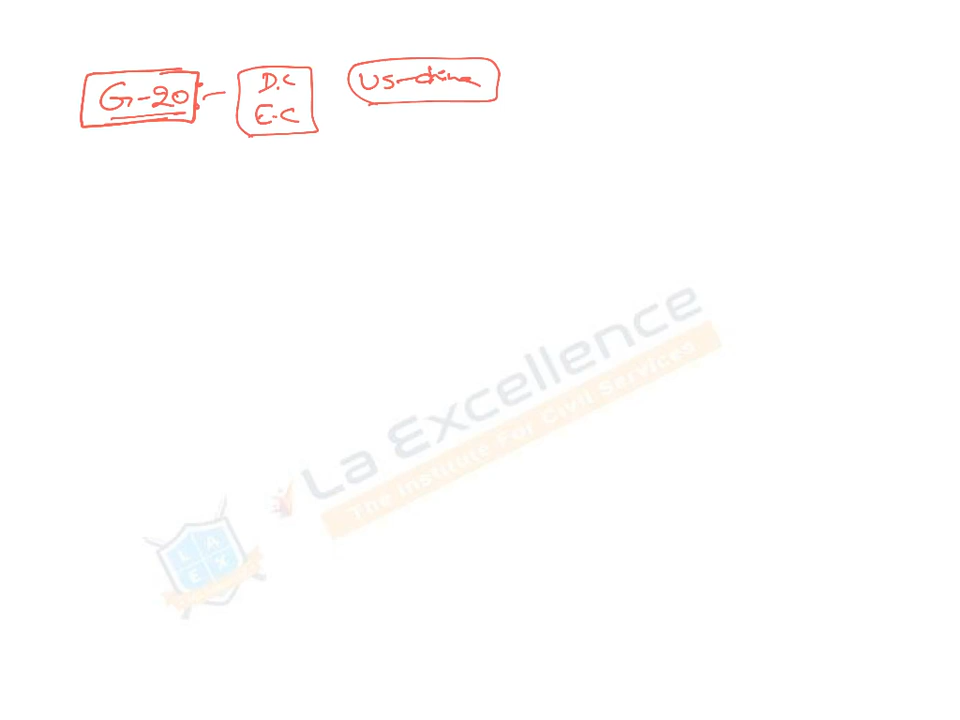 G-20 - D.C US-china
E.C
La Excellence
The Institute For Civil Services
L A
E X